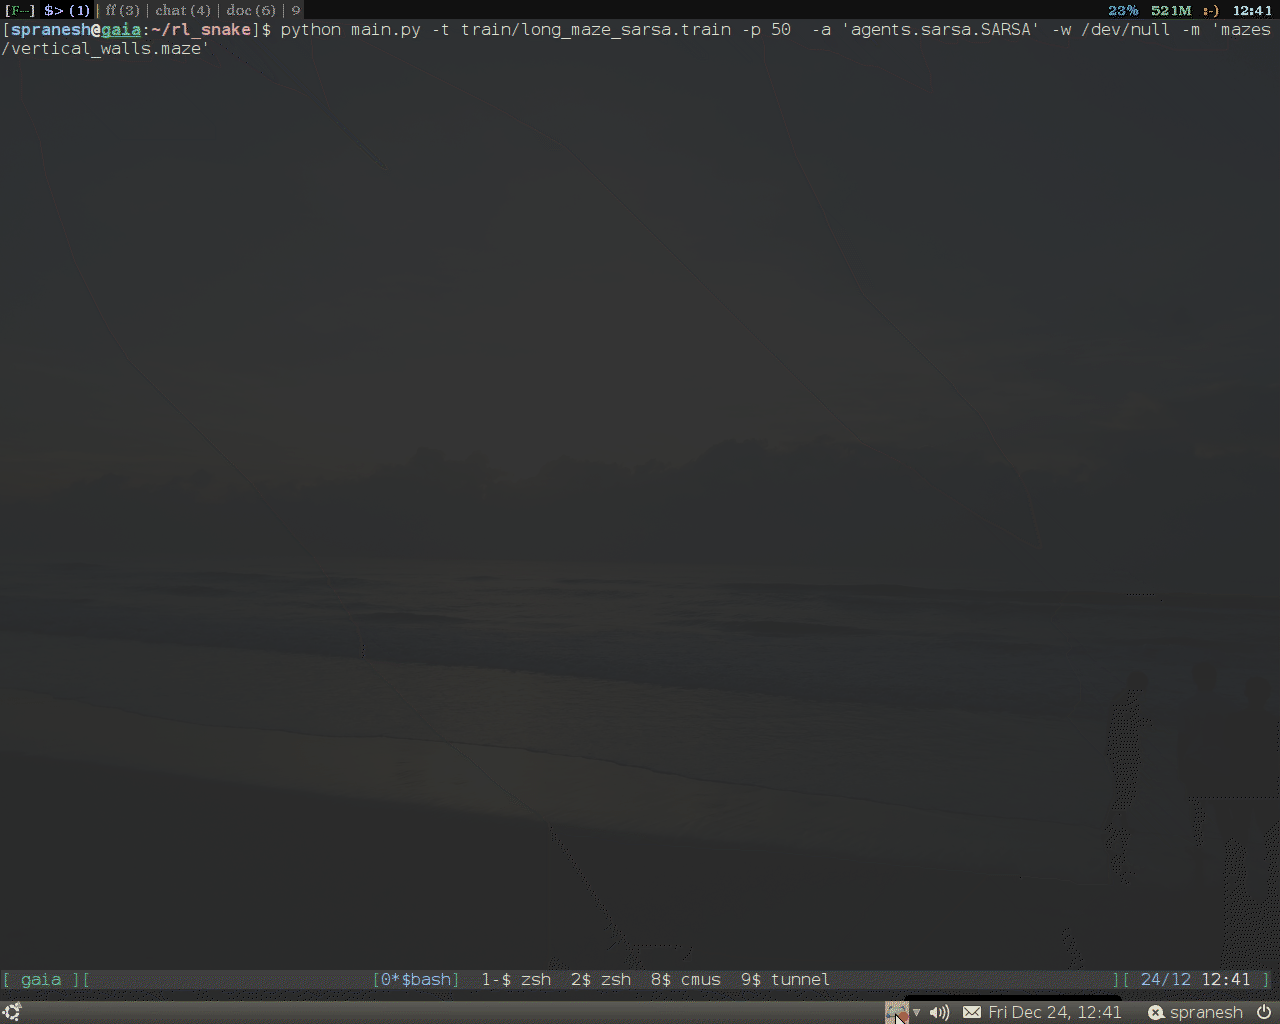 [F--] $> (1) | ff (3) | chat (4) | doc (6) | 9 23% 521M :-) 12:41
[spranesh@gaia:~/rl_snake]$ python main.py -t train/long_maze_sarsa.train -p 50  -a 'agents.sarsa.SARSA' -w /dev/null -m 'mazes
/vertical_walls.maze'
[ gaia ][ [0*$bash]  1-$ zsh  2$ zsh  8$ cmus  9$ tunnel ][ 24/12 12:41 ]
Fri Dec 24, 12:41 spranesh